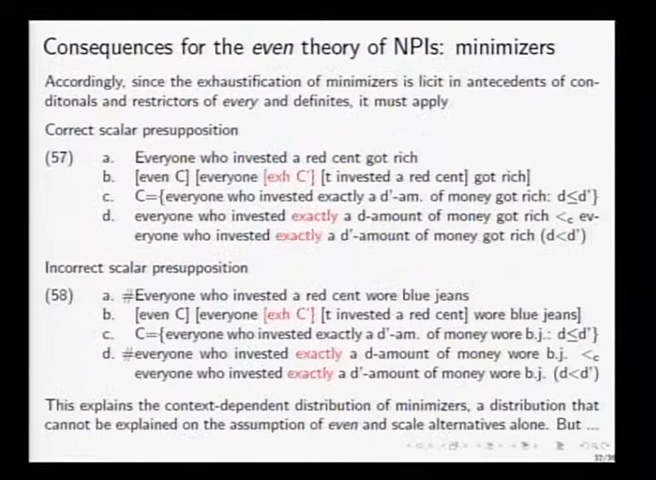 Consequences for the even theory of NPIs: minimizers
Accordingly, since the exhaustification of minimizers is licit in antecedents of con-
ditonals and restrictors of every and definites, it must apply
Correct scalar presupposition
(57) a. Everyone who invested a red cent got rich
b. [even C] [everyone [exh C'] [t invested a red cent] got rich]
c. C={everyone who invested exactly a d'-am. of money got rich: d≤d'}
d. everyone who invested exactly a d-amount of money got rich <c ev-
eryone who invested exactly a d'-amount of money got rich (d<d')
Incorrect scalar presupposition
(58) a. #Everyone who invested a red cent wore blue jeans
b. [even C] [everyone [exh C'] [t invested a red cent] wore blue jeans]
c. C={everyone who invested exactly a d'-am. of money wore b.j.: d≤d'}
d. #everyone who invested exactly a d-amount of money wore b.j. <c
everyone who invested exactly a d'-amount of money wore b.j. (d<d')
This explains the context-dependent distribution of minimizers, a distribution that
cannot be explained on the assumption of even and scale alternatives alone. But ...